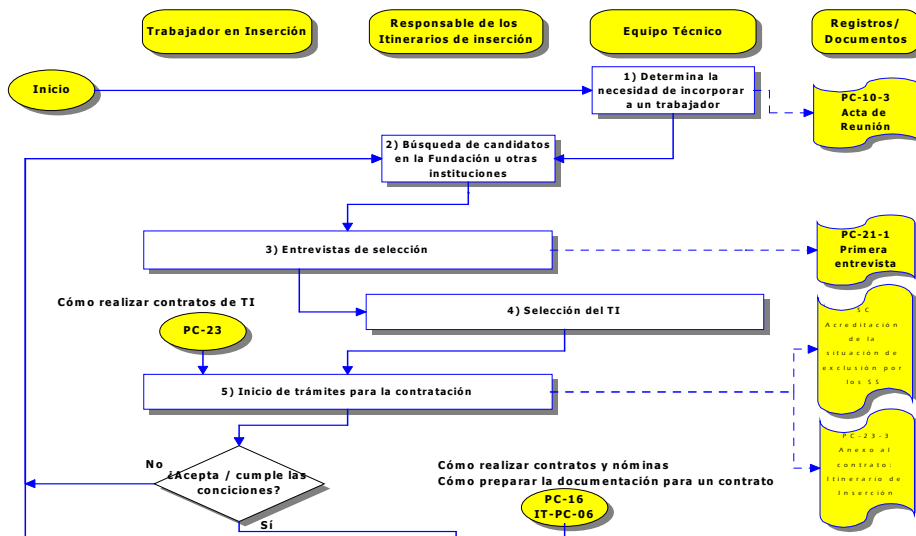 Trabajador en Inserción
Responsable de los
Itinerarios de inserción
Equipo Técnico
Registros/
Documentos
Inicio
1) Determina la
necesidad de incorporar
a un trabajador
PC-10-3
Acta de
Reunión
2) Búsqueda de candidatos
en la Fundación u otras
instituciones
3) Entrevistas de selección
PC-21-1
Primera
entrevista
Cómo realizar contratos de TI
PC-23
4) Selección del TI
SC
Acreditación
de la
situación de
exclusión por
los SS
5) Inicio de trámites para la contratación
PC-23-3
Anexo al
contrato:
Itinerario de
Inserción
No
¿Acepta / cumple las
conciciones?
Sí
Cómo realizar contratos y nóminas
Cómo preparar la documentación para un contrato
PC-16
IT-PC-06